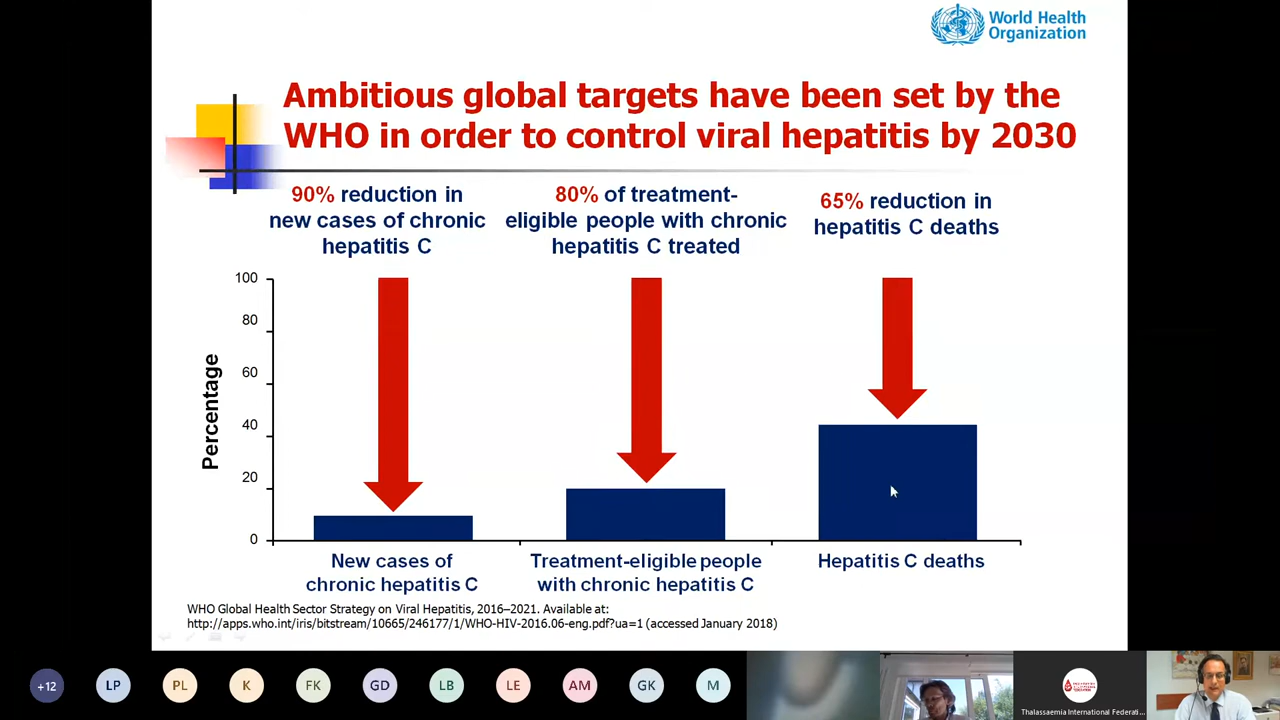 World Health
Organization
Ambitious global targets have been set by the
WHO in order to control viral hepatitis by 2030
90% reduction in
new cases of chronic
hepatitis C
80% of treatment-
eligible people with chronic
hepatitis C treated
65% reduction in
hepatitis C deaths
Percentage
100
80
60
40
20
0
New cases of
chronic hepatitis C
Treatment-eligible people
with chronic hepatitis C
Hepatitis C deaths
WHO Global Health Sector Strategy on Viral Hepatitis, 2016–2021. Available at:
http://apps.who.int/iris/bitstream/10665/246177/1/WHO-HIV-2016.06-eng.pdf?ua=1 (accessed January 2018)
+12
LP
PL
K
FK
GD
LB
LE
AM
GK
M
Thalassaemia International Federati...